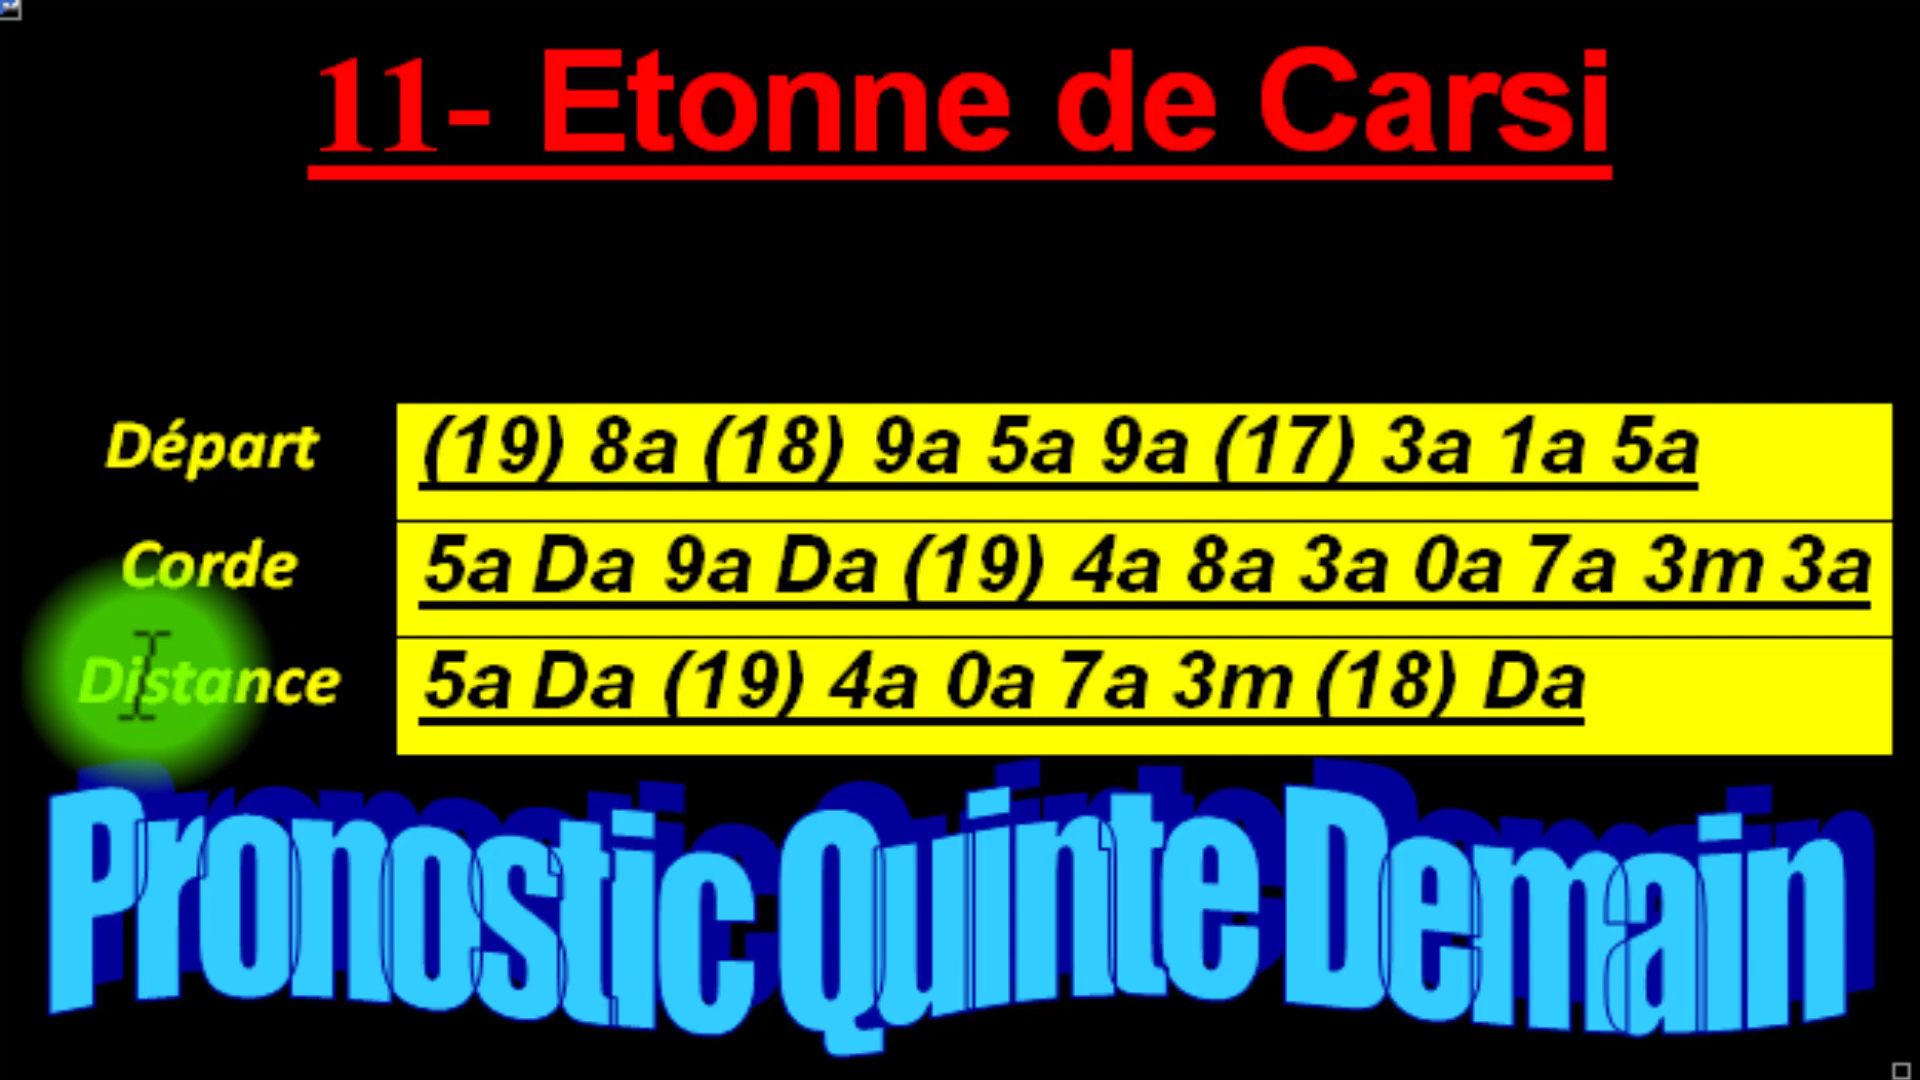 11- Etonne de Carsi
Départ (19) 8a (18) 9a 5a 9a (17) 3a 1a 5a
Corde 5a Da 9a Da (19) 4a 8a 3a 0a 7a 3m 3a
Distance 5a Da (19) 4a 0a 7a 3m (18) Da
Pronostic Quinte Demain